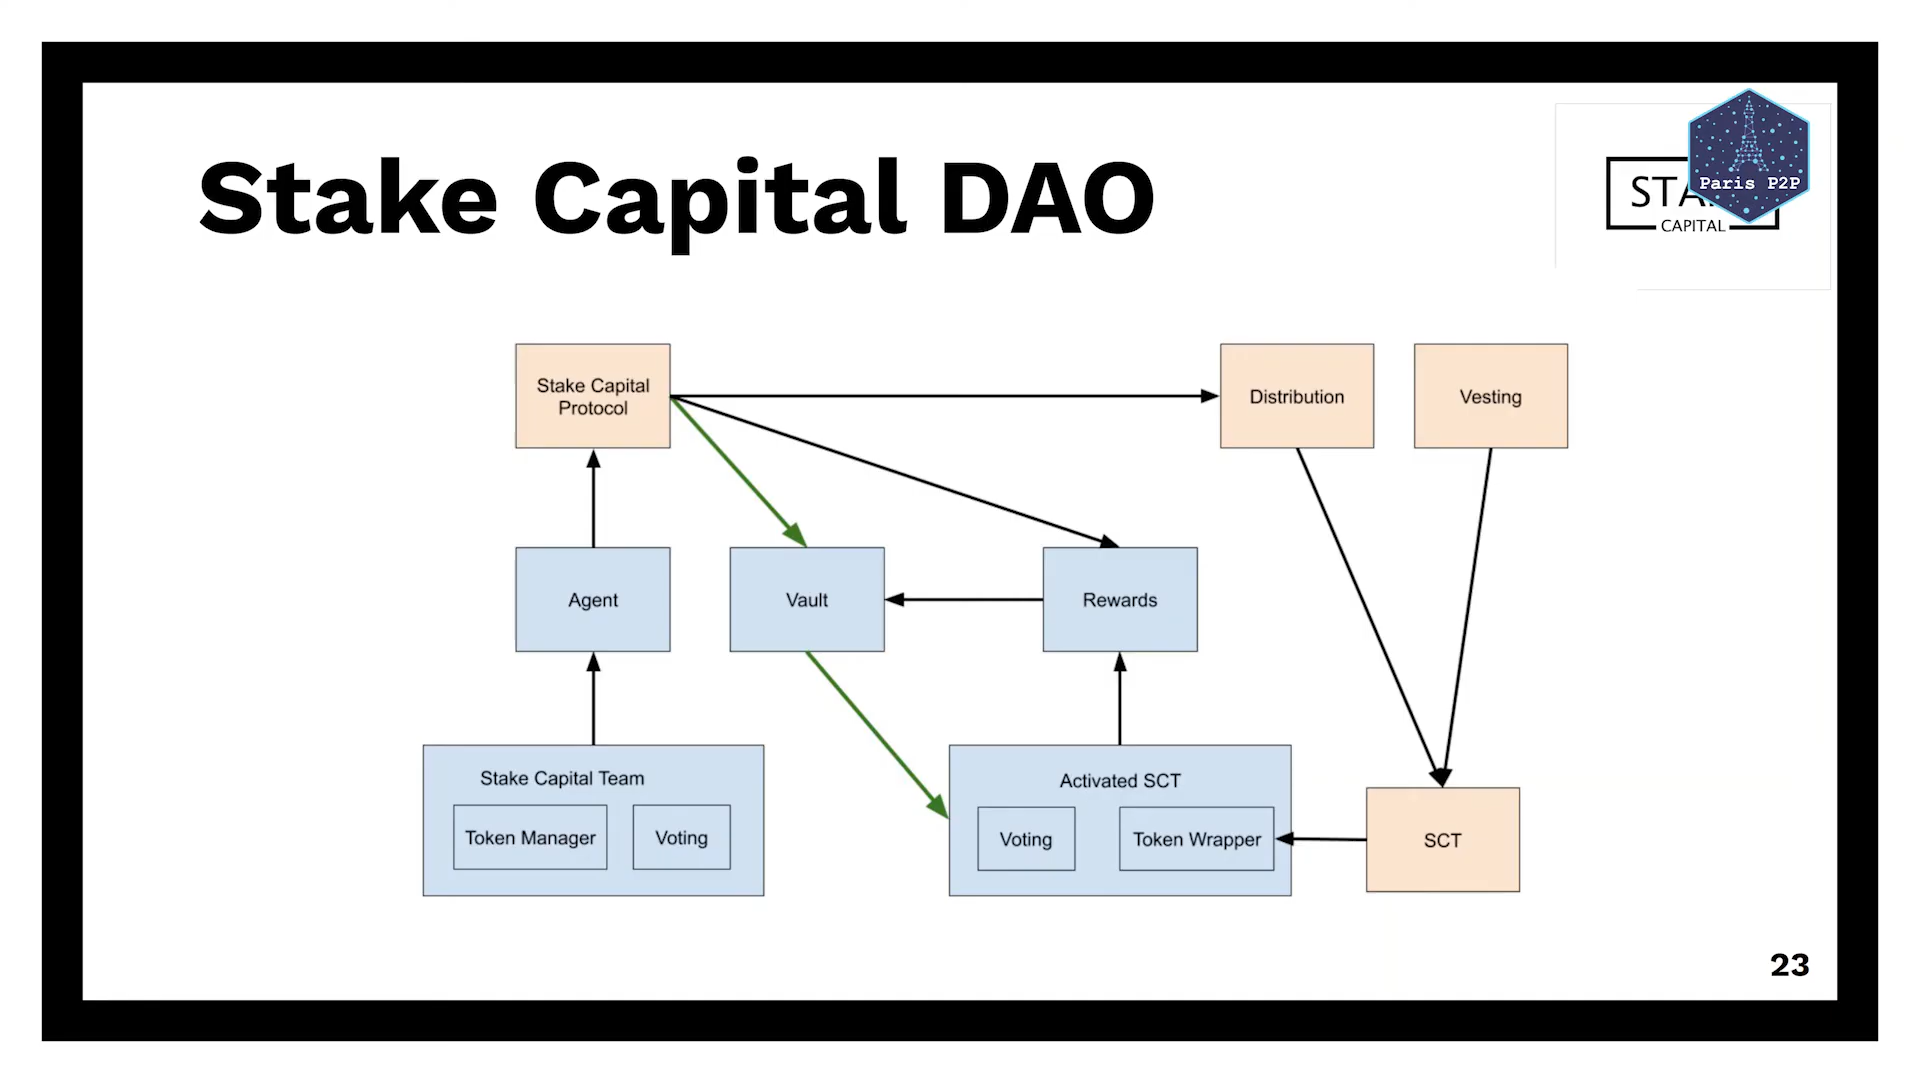 Stake Capital DAO
Paris P2P
CAPITAL
Stake Capital
Protocol
Distribution
Vesting
Agent
Vault
Rewards
Stake Capital Team
Token Manager
Voting
Activated SCT
Voting
Token Wrapper
SCT
23